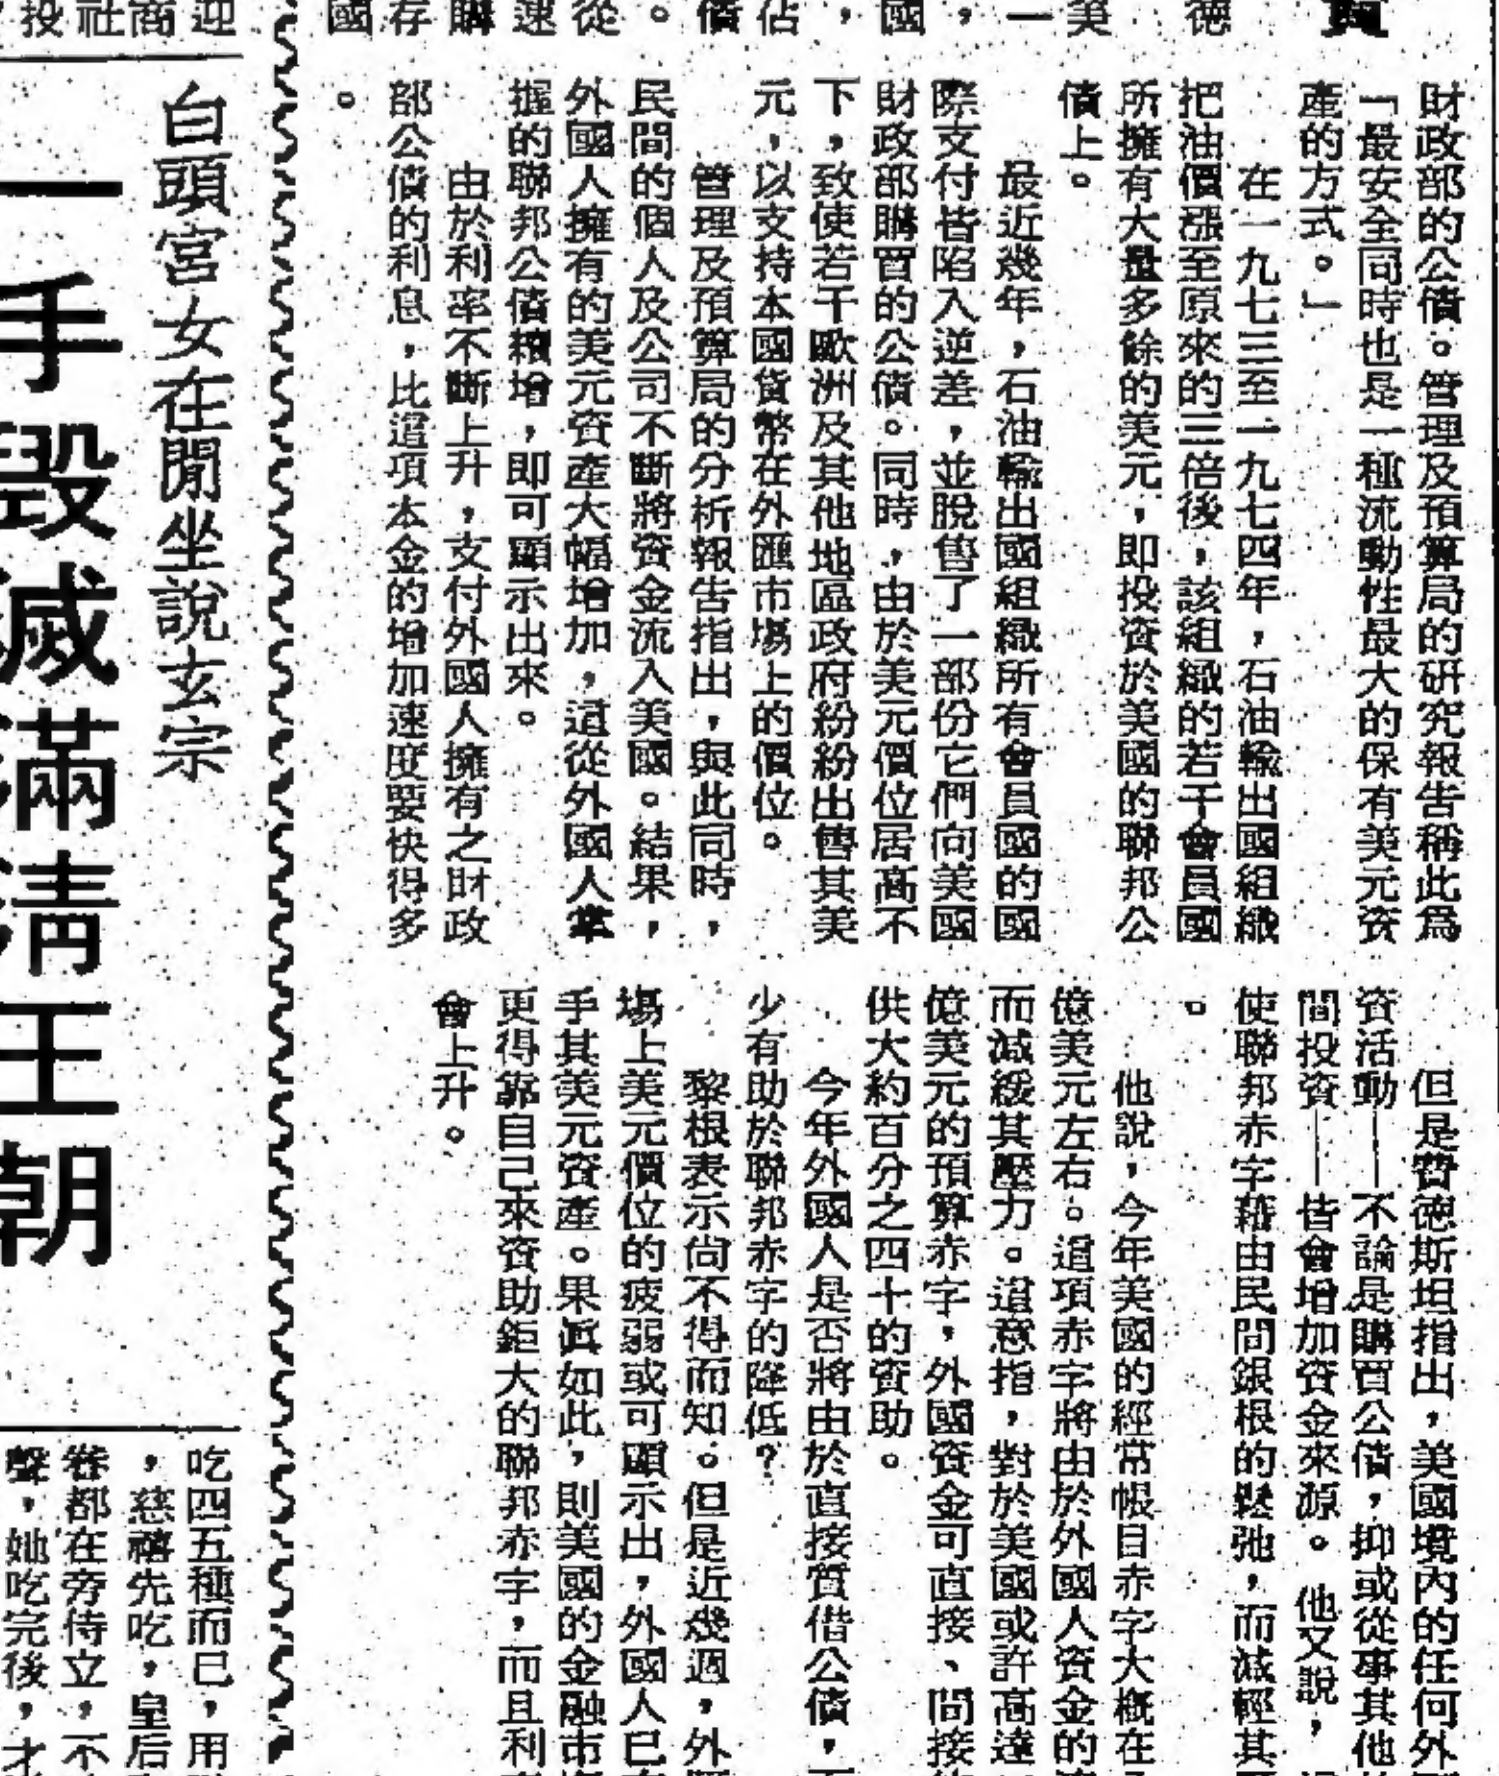 財政部的公債。管理及預算局的研究報告稱此爲
「最安全同時也是一種流動性最大的保有美元資
產的方式。」
在一九七三至一九七四年，石油輸出國組織
把油價漲至原來的三倍後，該組織的若干會員國
所擁有大量多餘的美元，即投資於美國的聯邦公
債上。
最近幾年，石油輸出國組織所有會員國的國
際支付皆陷入逆差，並脫售了一部份它們向美國
財政部購買的公債。同時，由於美元價位居高不
下，致使若干歐洲及其他地區政府紛紛出售其美
元，以支持本國貨幣在外匯市場上的價位。
管理及預算局的分析報告指出，與此同時，
民間的個人及公司不斷將資金流入美國。結果，
外國人擁有的美元資產大幅增加，這從外國人掌
握的聯邦公債積增，即可顯示出來。
由於利率不斷上升，支付外國人擁有之財政
部公債的利息，比這項本金的增加速度要快得多
。
但是費德斯坦指出，美國境內的任何外
資活動——不論是購買公債，抑或從事其他
間投資——皆會增加資金來源。他又說，
使聯邦赤字藉由民間銀根的鬆弛，而減輕其
。
他說，今年美國的經常帳目赤字大概在
億美元左右。這項赤字將由於外國人資金的
而減緩其壓力。這意指，對於美國或許高達
億美元的預算赤字，外國資金可直接、間接
供大約百分之四十的資助。
今年外國人是否將由於直接質借公債，
少有助於聯邦赤字的降低？
黎根表示尚不得而知。但是近幾週，外
場上美元價位的疲弱或可顯示出，外國人已
手其美元資產。果眞如此，則美國的金融市
更得靠自己來資助鉅大的聯邦赤字，而且利
會上升。
白頭宮女在閒坐說玄宗
一手毀滅滿淸王朝
吃四五種而已，用
，慈禧先吃，皇后
眷都在旁侍立，不
聲，她吃完後，才